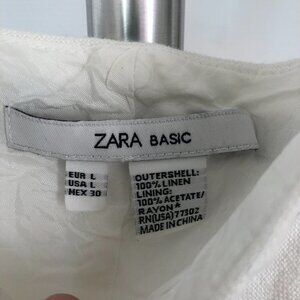 ZARA BASIC
EUR L
USA L
MEX 30
OUTERSHELL:
100% LINEN
LINING:
100% ACETATE/
RAYON*
RN(USA)77302
MADE IN CHINA